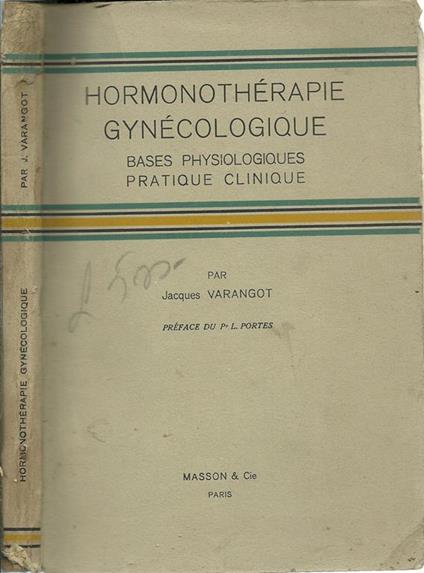 HORMONOTHÉRAPIE
GYNÉCOLOGIQUE
BASES PHYSIOLOGIQUES
PRATIQUE CLINIQUE
PAR
Jacques VARANGOT
PRÉFACE DU Pr L. PORTES
MASSON & Cie
PARIS
PAR J. VARANGOT
HORMONOTHÉRAPIE GYNÉCOLOGIQUE